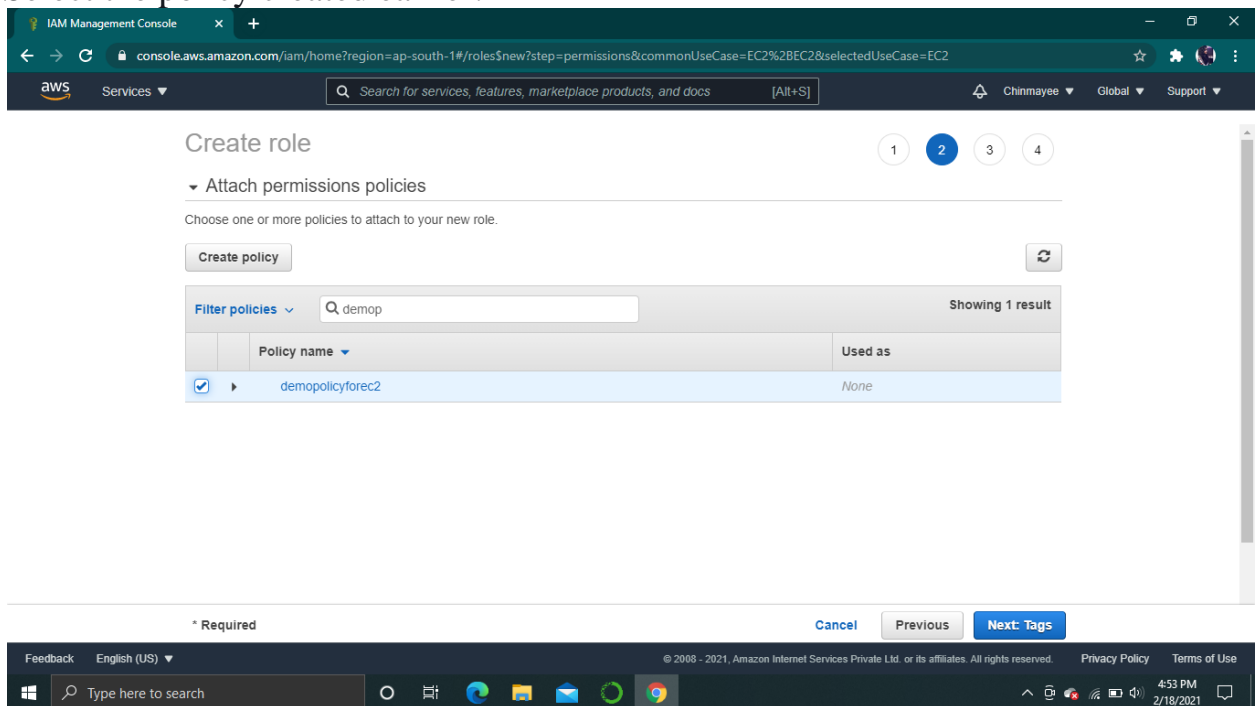 Select the policy created earlier.
IAM Management Console
console.aws.amazon.com/iam/home?region=ap-south-1#/roles$new?step=permissions&commonUseCase=EC2%2BEC2&selectedUseCase=EC2
aws Services Search for services, features, marketplace products, and docs [Alt+S] Chinmayee Global Support
Create role 1 2 3 4
Attach permissions policies
Choose one or more policies to attach to your new role.
Create policy
Filter policies demop Showing 1 result
Policy name Used as
demopolicyforec2 None
* Required Cancel Previous Next: Tags
Feedback English (US) © 2008 - 2021, Amazon Internet Services Private Ltd. or its affiliates. All rights reserved. Privacy Policy Terms of Use
Type here to search 4:53 PM
2/18/2021